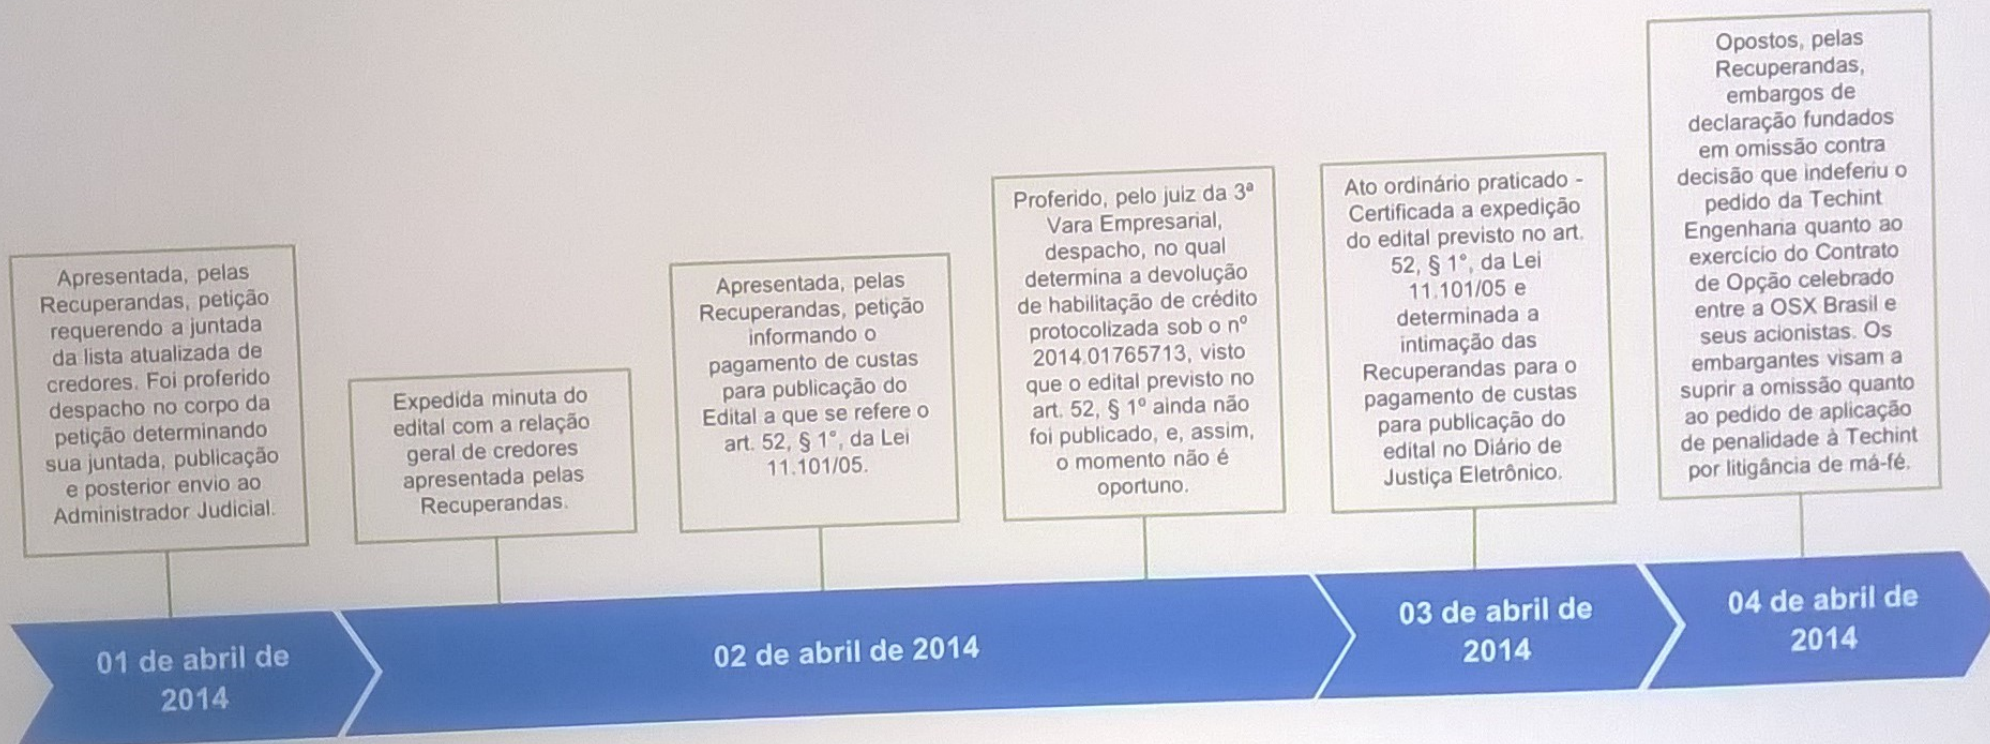 Apresentada, pelas
Recuperandas, petição
requerendo a juntada
da lista atualizada de
credores. Foi proferido
despacho no corpo da
petição determinando
sua juntada, publicação
e posterior envio ao
Administrador Judicial.
Expedida minuta do
edital com a relação
geral de credores
apresentada pelas
Recuperandas.
Apresentada, pelas
Recuperandas, petição
informando o
pagamento de custas
para publicação do
Edital a que se refere o
art. 52, § 1°, da Lei
11.101/05.
Proferido, pelo juiz da 3ª
Vara Empresarial,
despacho, no qual
determina a devolução
de habilitação de crédito
protocolizada sob o nº
2014.01765713, visto
que o edital previsto no
art. 52, § 1º ainda não
foi publicado, e, assim,
o momento não é
oportuno.
Ato ordinário praticado -
Certificada a expedição
do edital previsto no art.
52, § 1°, da Lei
11.101/05 e
determinada a
intimação das
Recuperandas para o
pagamento de custas
para publicação do
edital no Diário de
Justiça Eletrônico.
Opostos, pelas
Recuperandas,
embargos de
declaração fundados
em omissão contra
decisão que indeferiu o
pedido da Techint
Engenharia quanto ao
exercício do Contrato
de Opção celebrado
entre a OSX Brasil e
seus acionistas. Os
embargantes visam a
suprir a omissão quanto
ao pedido de aplicação
de penalidade à Techint
por litigância de má-fé.
01 de abril de
2014
02 de abril de 2014
03 de abril de
2014
04 de abril de
2014